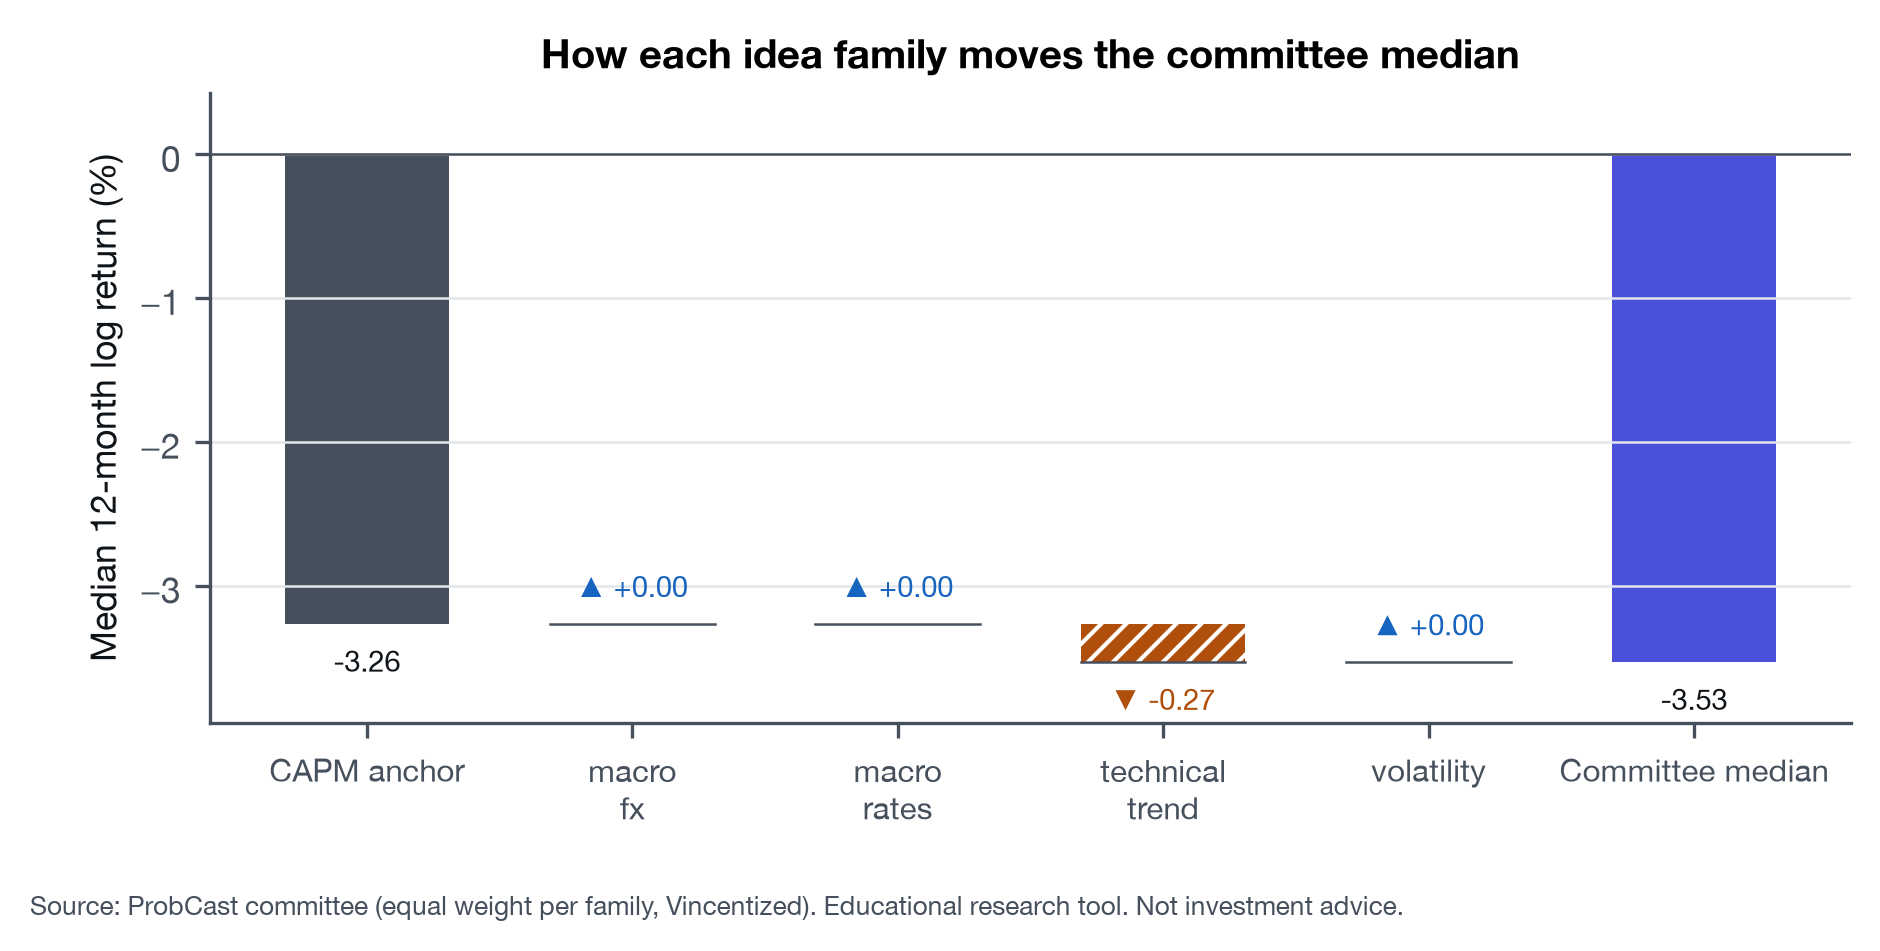 How each idea family moves the committee median
Median 12-month log return (%)
0
−1
−2
−3
-3.26
▲ +0.00
▲ +0.00
▼ -0.27
▲ +0.00
-3.53
CAPM anchor
macro
fx
macro
rates
technical
trend
volatility
Committee median
Source: ProbCast committee (equal weight per family, Vincentized). Educational research tool. Not investment advice.